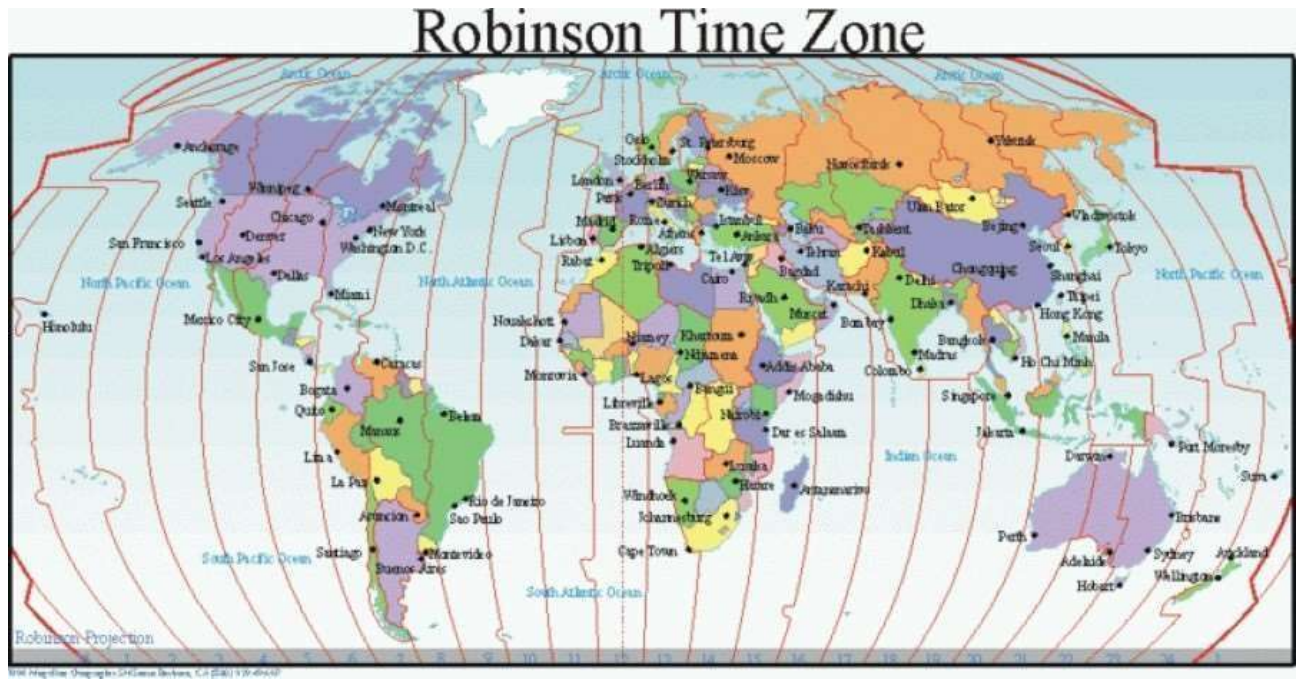 Robinson Time Zone
Arctic Ocean
Arctic Ocean
Arctic Ocean
Anchorage
Oslo
St. Petersburg
Yakutsk
Stockholm
Moscow
Novosibirsk
Winnipeg
London
Berlin
Warsaw
Kiev
Seattle
Montreal
Paris
Zurich
Ulan Bator
Chicago
New York
Madrid
Rome
Istanbul
Vladivostok
San Francisco
Denver
Washington D.C.
Lisbon
Athens
Ankara
Baku
Tashkent
Beijing
Seoul
Tokyo
Los Angeles
Rabat
Algiers
Tel Aviv
Tehran
Kabul
North Pacific Ocean
Dallas
North Atlantic Ocean
Tripoli
Cairo
Baghdad
Delhi
Chongqing
Shanghai
North Pacific Ocean
Miami
Riyadh
Karachi
Dhaka
Taipei
Honolulu
Mexico City
Nouakshott
Muscat
Bombay
Hong Kong
Dakar
Niamey
Khartoum
Bangkok
Manila
San Jose
Caracas
Ndjamena
Madras
Ho Chi Minh
Monrovia
Lagos
Addis Ababa
Colombo
Bogota
Bangui
Mogadishu
Singapore
Quito
Belem
Libreville
Nairobi
Manaus
Brazzaville
Dar es Salaam
Jakarta
Luanda
Port Moresby
Lima
Lusaka
Indian Ocean
Darwin
La Paz
Harare
Antananarivo
Suva
Rio de Janeiro
Windhoek
Asuncion
Sao Paulo
Johannesburg
Brisbane
Perth
Santiago
Montevideo
Cape Town
Adelaide
Sydney
Auckland
South Pacific Ocean
Buenos Aires
Wellington
South Atlantic Ocean
Hobart
Robinson Projection
1 2 3 4 5 6 7 8 9 10 11 12 13 14 15 16 17 18 19 20 21 22 23 24 1